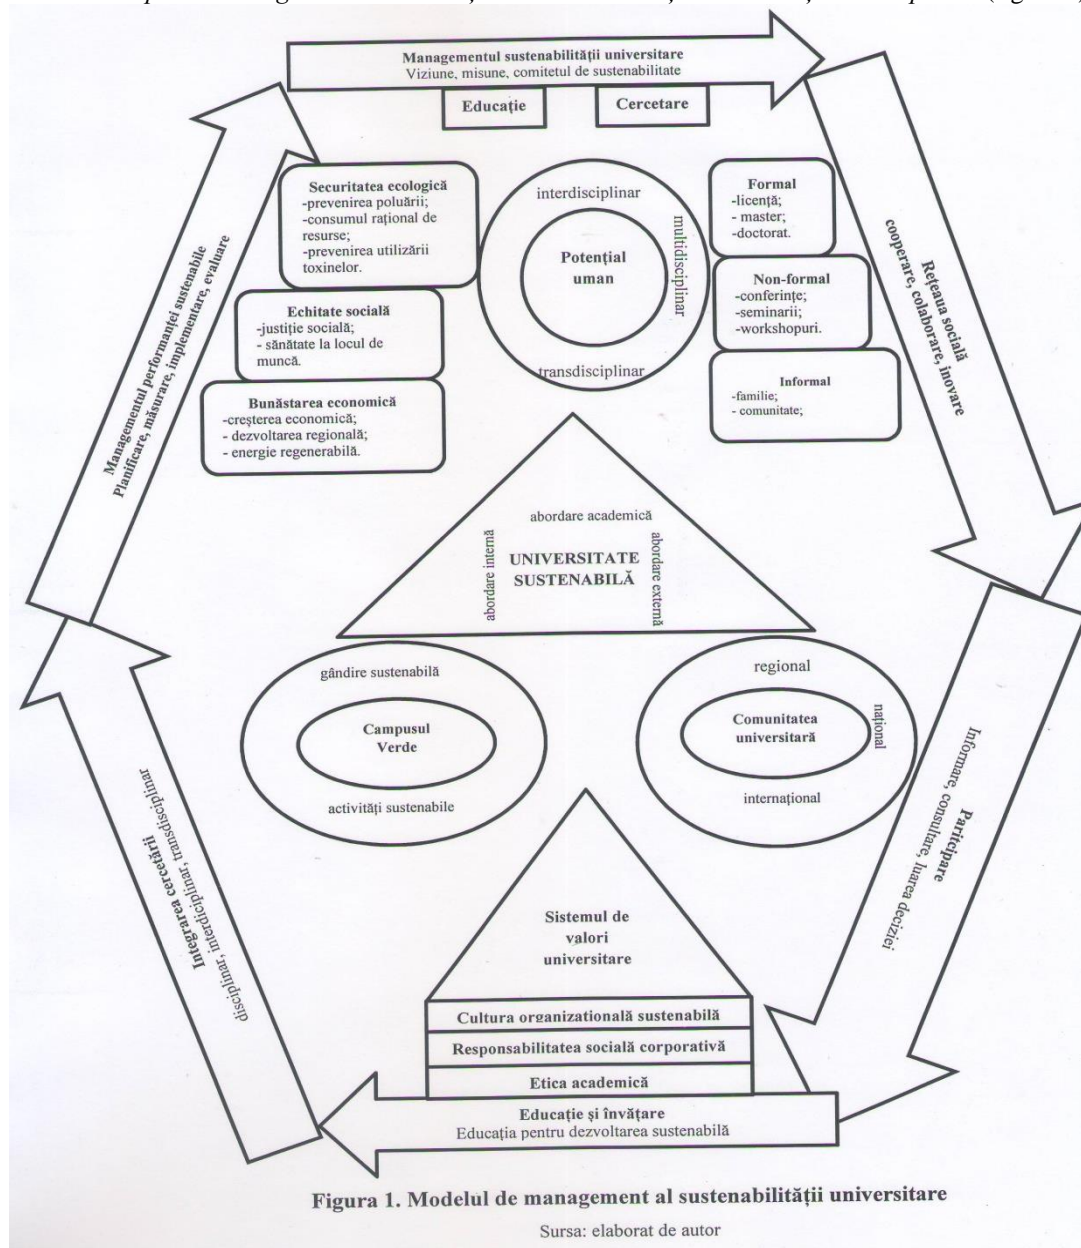 Managementul sustenabilității universitare
Viziune, misune, comitetul de sustenabilitate
Educație
Cercetare
Securitatea ecologică
-prevenirea poluării;
-consumul rațional de
resurse;
-prevenirea utilizării
toxinelor.
Echitate socială
-justiție socială;
- sănătate la locul de
muncă.
Bunăstarea economică
-creșterea economică;
- dezvoltarea regională;
- energie regenerabilă.
interdisciplinar
multidisciplinar
transdisciplinar
Potențial
uman
Formal
-licență;
- master;
-doctorat.
Non-formal
-conferințe;
-seminarii;
-workshopuri.
Informal
-familie;
- comunitate;
Managementul performanței sustenabile
Planificare, măsurare, implementare, evaluare
Rețeaua socială
cooperare, colaborare, inovare
abordare academică
abordare internă
UNIVERSITATE
SUSTENABILĂ
abordare externă
gândire sustenabilă
Campusul
Verde
activități sustenabile
regional
Comunitatea
universitară
național
internațional
Participare
Informare, consultare, luarea deciziei
Integrarea cercetării
disciplinar, interdiciplinar, transdisciplinar
Sistemul de
valori
universitare
Cultura organizatională sustenabilă
Responsabilitatea socială corporativă
Etica academică
Educație și învățare
Educația pentru dezvoltarea sustenabilă
Figura 1. Modelul de management al sustenabilității universitare
Sursa: elaborat de autor